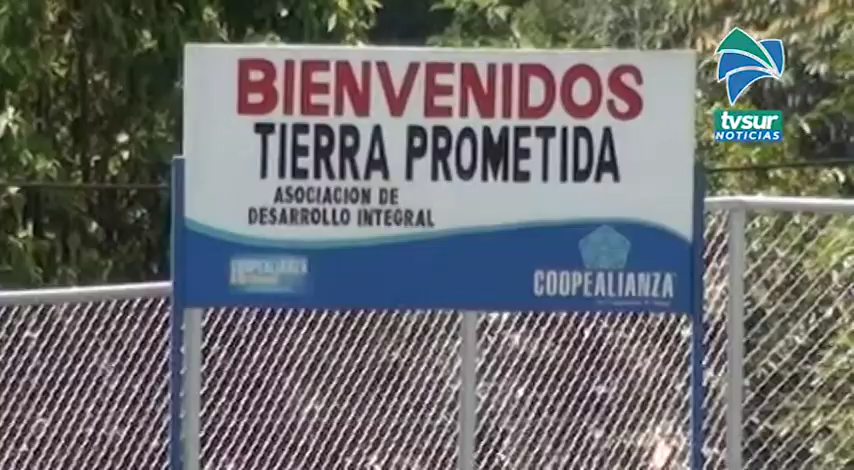 BIENVENIDOS
TIERRA PROMETIDA
ASOCIACION DE
DESARROLLO INTEGRAL
COOPEALIANZA
COOPEALIANZA
tvsur
NOTICIAS